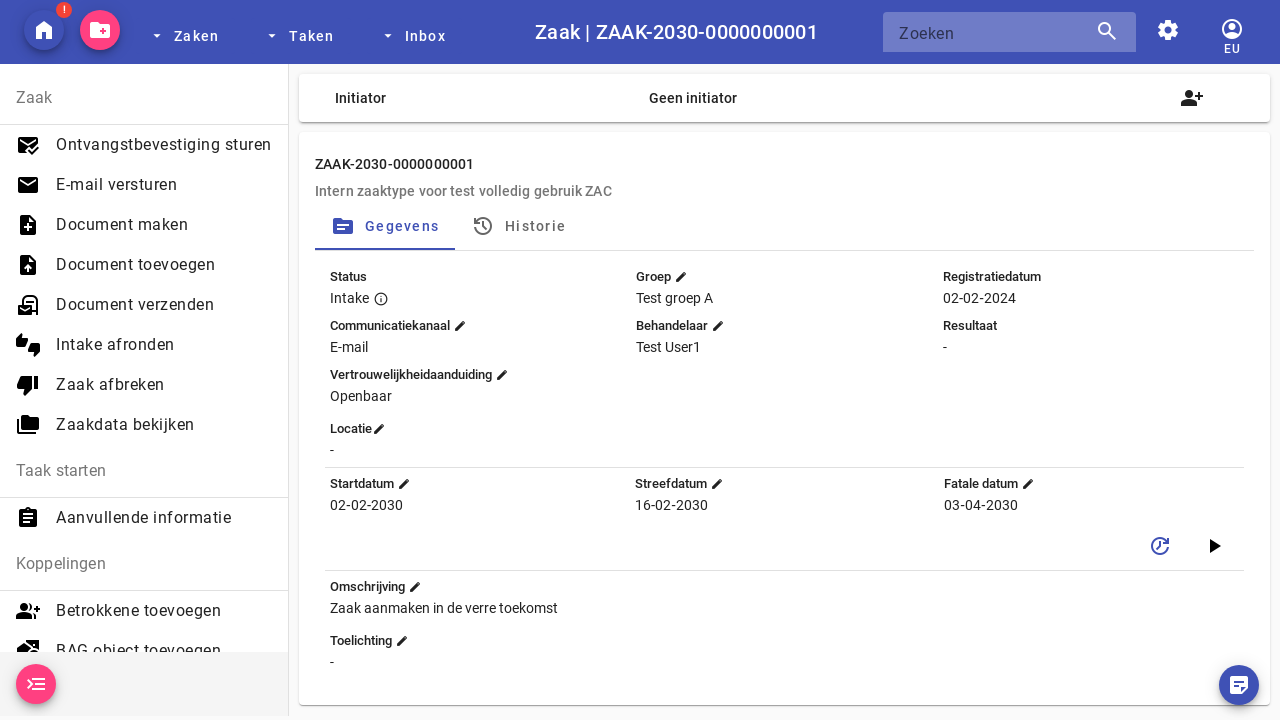 !
Zaken
Taken
Inbox
Zaak | ZAAK-2030-0000000001
Zoeken
EU
Zaak
Ontvangstbevestiging sturen
E-mail versturen
Document maken
Document toevoegen
Document verzenden
Intake afronden
Zaak afbreken
Zaakdata bekijken
Taak starten
Aanvullende informatie
Koppelingen
Betrokkene toevoegen
BAG object toevoegen
Initiator
Geen initiator
ZAAK-2030-0000000001
Intern zaaktype voor test volledig gebruik ZAC
Gegevens
Historie
Status
Groep
Registratiedatum
Intake
Test groep A
02-02-2024
Communicatiekanaal
Behandelaar
Resultaat
E-mail
Test User1
-
Vertrouwelijkheidaanduiding
Openbaar
Locatie
-
Startdatum
Streefdatum
Fatale datum
02-02-2030
16-02-2030
03-04-2030
Omschrijving
Zaak aanmaken in de verre toekomst
Toelichting
-